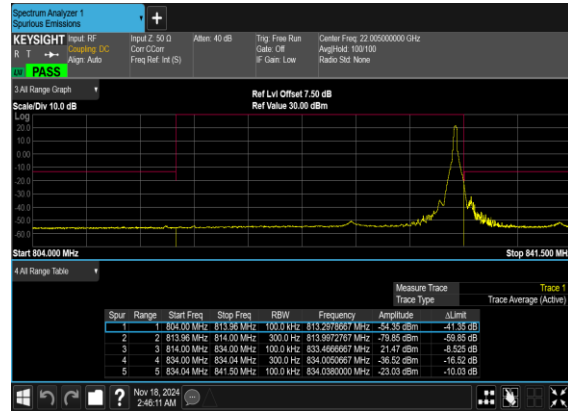 Spectrum Analyzer 1
Spurious Emissions
+
KEYSIGHT
R T
LW PASS
Input: RF
Coupling: DC
Align: Auto
Input Z: 50 Ω
Corr CCorr
Freq Ref: Int (S)
Atten: 40 dB
Trig: Free Run
Gate: Off
IF Gain: Low
Center Freq: 22.005000000 GHz
Avg|Hold: 100/100
Radio Std: None
3 All Range Graph
Scale/Div 10.0 dB
Ref Lvl Offset 7.50 dB
Ref Value 30.00 dBm
Log
20.0
10.0
0.00
-10.0
-20.0
-30.0
-40.0
-50.0
-60.0
Start 804.000 MHz
Stop 841.500 MH
4 All Range Table
Measure Trace Trace 1
Trace Type Trace Average (Active)
Spur Range Start Freq Stop Freq RBW Frequency Amplitude ΔLimit
1 1 804.00 MHz 813.96 MHz 100.0 kHz 813.2978667 MHz -54.35 dBm -41.35 dB
2 2 813.96 MHz 814.00 MHz 300.0 Hz 813.9972767 MHz -79.85 dBm -59.85 dB
3 3 814.00 MHz 834.00 MHz 100.0 kHz 833.4666667 MHz 21.47 dBm -8.525 dB
4 4 834.00 MHz 834.04 MHz 300.0 Hz 834.0050667 MHz -36.52 dBm -16.52 dB
5 5 834.04 MHz 841.50 MHz 100.0 kHz 834.0380000 MHz -23.03 dBm -10.03 dB
?
Nov 18, 2024
2:46:11 AM